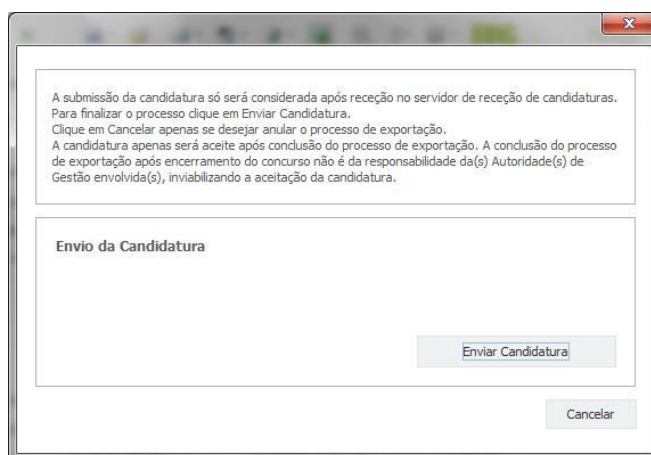 A submissão da candidatura só será considerada após receção no servidor de receção de candidaturas.
Para finalizar o processo clique em Enviar Candidatura.
Clique em Cancelar apenas se desejar anular o processo de exportação.
A candidatura apenas será aceite após conclusão do processo de exportação. A conclusão do processo
de exportação após encerramento do concurso não é da responsabilidade da(s) Autoridade(s) de
Gestão envolvida(s), inviabilizando a aceitação da candidatura.
Envio da Candidatura
Enviar Candidatura
Cancelar